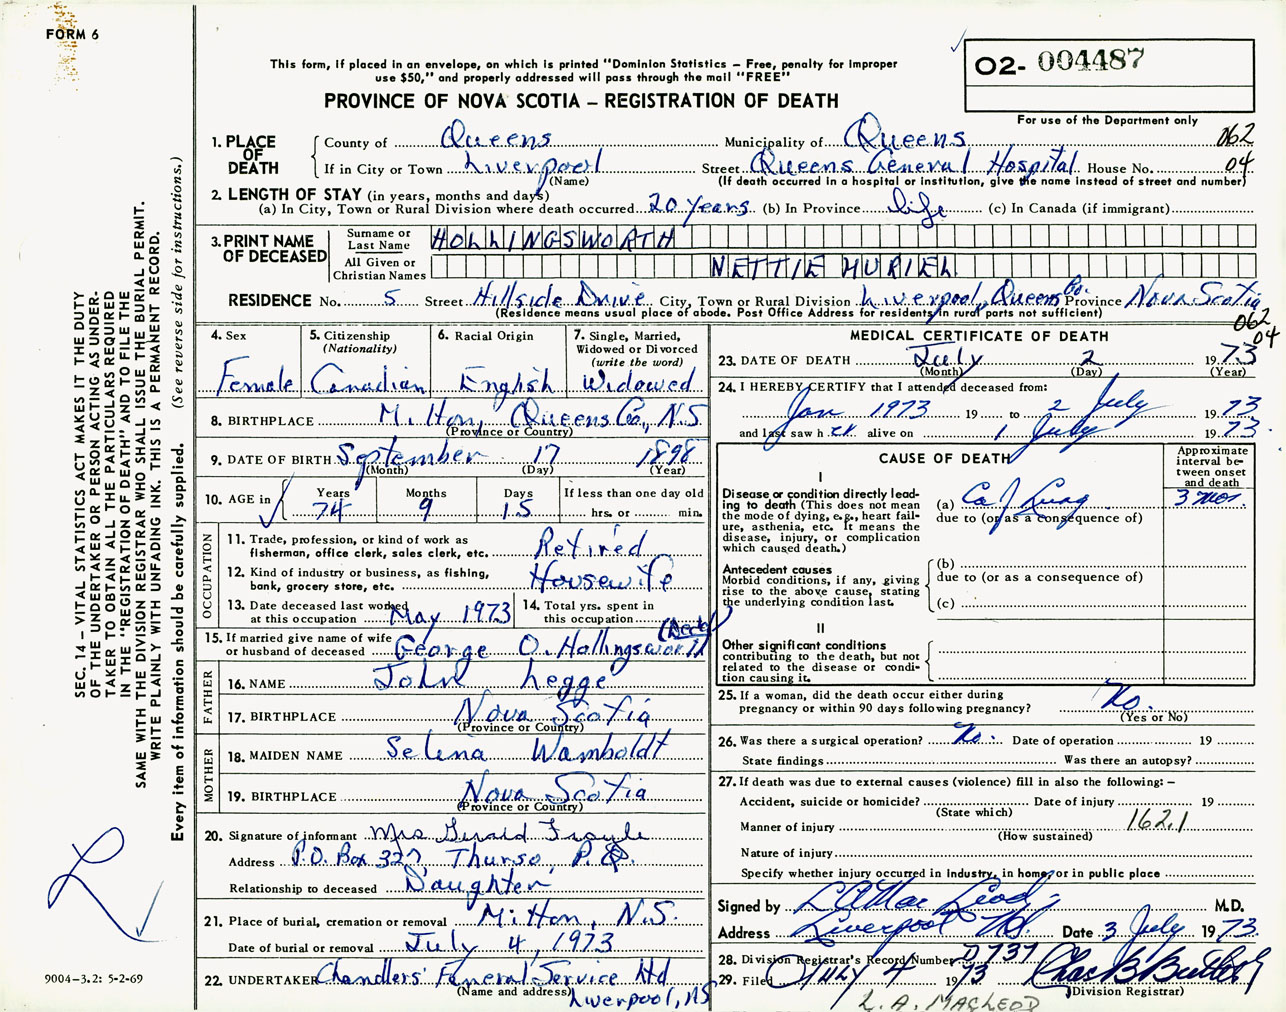 FORM 6
This form, if placed in an envelope, on which is printed "Dominion Statistics – Free, penalty for improper
use $50," and properly addressed will pass through the mail "FREE"
PROVINCE OF NOVA SCOTIA – REGISTRATION OF DEATH
02- 004487
For use of the Department only
062
04
1. PLACE OF DEATH
County of Queens Municipality of Queens
If in City or Town Liverpool Street Queens General Hospital House No.
(Name) (If death occurred in a hospital or institution, give the name instead of street and number)
2. LENGTH OF STAY (in years, months and days)
(a) In City, Town or Rural Division where death occurred 20 years (b) In Province life (c) In Canada (if immigrant)
3. PRINT NAME OF DECEASED
Surname or Last Name HOLLINGSWORTH
All Given or Christian Names NETTIE MURIEL
RESIDENCE No. 5 Street Hillside Drive City, Town or Rural Division Liverpool, Queens Co. Province Nova Scotia
(Residence means usual place of abode. Post Office Address for residents in rural parts not sufficient)
062
04
4. Sex Female
5. Citizenship (Nationality) Canadian
6. Racial Origin English
7. Single, Married, Widowed or Divorced (write the word) Widowed
8. BIRTHPLACE Milton, Queens Co., N.S
(Province or Country)
9. DATE OF BIRTH September 17 1898
(Month) (Day) (Year)
10. AGE in Years 74 Months 9 Days 15 If less than one day old
hrs. or min.
OCCUPATION
11. Trade, profession, or kind of work as
fisherman, office clerk, sales clerk, etc. Retired
12. Kind of industry or business, as fishing,
bank, grocery store, etc. Housewife
13. Date deceased last worked
at this occupation May 1973
14. Total yrs. spent in
this occupation
15. If married give name of wife
or husband of deceased George O. Hollingsworth (Decd)
FATHER
16. NAME John Legge
17. BIRTHPLACE Nova Scotia
(Province or Country)
MOTHER
18. MAIDEN NAME Selena Wamboldt
19. BIRTHPLACE Nova Scotia
(Province or Country)
20. Signature of informant Mrs Gerald
Address P.O. Box 327, Thurso, P.Q.
Relationship to deceased Daughter
21. Place of burial, cremation or removal Milton, N.S.
Date of burial or removal July 4, 1973
22. UNDERTAKER Chandlers' Funeral Service Ltd
(Name and address) Liverpool, NS
MEDICAL CERTIFICATE OF DEATH
23. DATE OF DEATH July 2 1973
(Month) (Day) (Year)
24. I HEREBY CERTIFY that I attended deceased from:
Jan 1973 19 to 2 July 1973
and last saw h er alive on 1 July 1973.
CAUSE OF DEATH
Approximate interval between onset and death
I
Disease or condition directly leading to death (This does not
mean the mode of dying, e.g., heart failure, asthenia, etc. It means the
disease, injury, or complication
which caused death.)
(a) Ca of Lung 3 mos.
due to (or as a consequence of)
Antecedent causes
Morbid conditions, if any, giving
rise to the above cause, stating
the underlying condition last.
(b)
due to (or as a consequence of)
(c)
II
Other significant conditions
contributing to the death, but not
related to the disease or condition causing it.
25. If a woman, did the death occur either during
pregnancy or within 90 days following pregnancy? No.
(Yes or No)
26. Was there a surgical operation? No. Date of operation 19
State findings Was there an autopsy?
27. If death was due to external causes (violence) fill in also the following: –
Accident, suicide or homicide? Date of injury 19
(State which)
Manner of injury 162.1
(How sustained)
Nature of injury
Specify whether injury occurred in industry, in home, or in public place
Signed by L A MacLeod M.D.
Address Liverpool NS. Date 3 July 1973.
28. Division Registrar's Record Number 0737
29. Filed July 4 1973
(Division Registrar)
L. A. MACLEOD
SEC. 14 – VITAL STATISTICS ACT MAKES IT THE DUTY
OF THE UNDERTAKER OR PERSON ACTING AS UNDER-
TAKER TO OBTAIN ALL THE PARTICULARS REQUIRED
IN THE "REGISTRATION OF DEATH" AND TO FILE THE
SAME WITH THE DIVISION REGISTRAR WHO SHALL ISSUE THE BURIAL PERMIT.
WRITE PLAINLY WITH UNFADING INK. THIS IS A PERMANENT RECORD.
Every item of information should be carefully supplied. (See reverse side for instructions.)
9004–3.2: 5-2-69